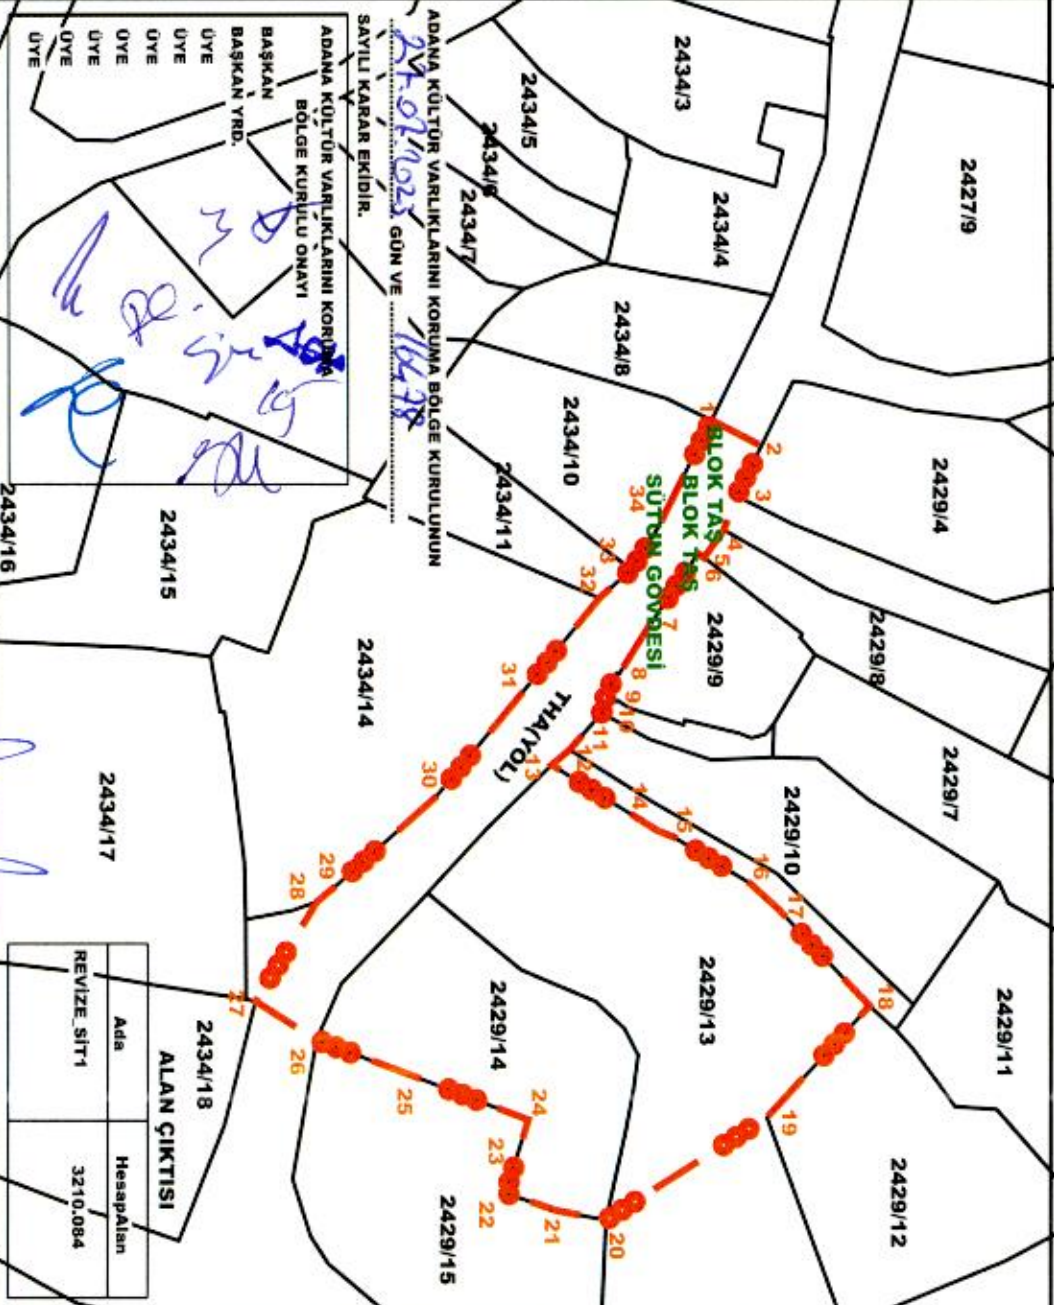 ADANA KÜLTÜR VARLIKLARINI KORUMA BÖLGE KURULUNUN
27.07.2023 GÜN VE 16478
SAYILI KARAR EKİDİR.
ADANA KÜLTÜR VARLIKLARINI KORUMA
BÖLGE KURULU ONAYI
BAŞKAN
BAŞKAN YRD.
ÜYE
ÜYE
ÜYE
ÜYE
ÜYE
ÜYE
ÜYE
2427/9
2434/3
2434/5
2434/6
2434/7
2434/4
2434/8
2434/10
2434/11
2434/15
2434/16
2434/14
2434/17
2434/18
2429/4
2429/8
2429/9
2429/7
2429/10
2429/11
2429/13
2429/14
2429/12
2429/15
BLOK TAŞ
BLOK TAŞ
SÜTUN GÖVDESİ
THA(YOL)
1
2
3
4
5
6
7
8
9
10
11
12
13
14
15
16
17
18
19
20
21
22
23
24
25
26
27
28
29
30
31
32
33
34
ALAN ÇIKTISI
Ada HesapAlan
REVİZE_SİT1 3210.084